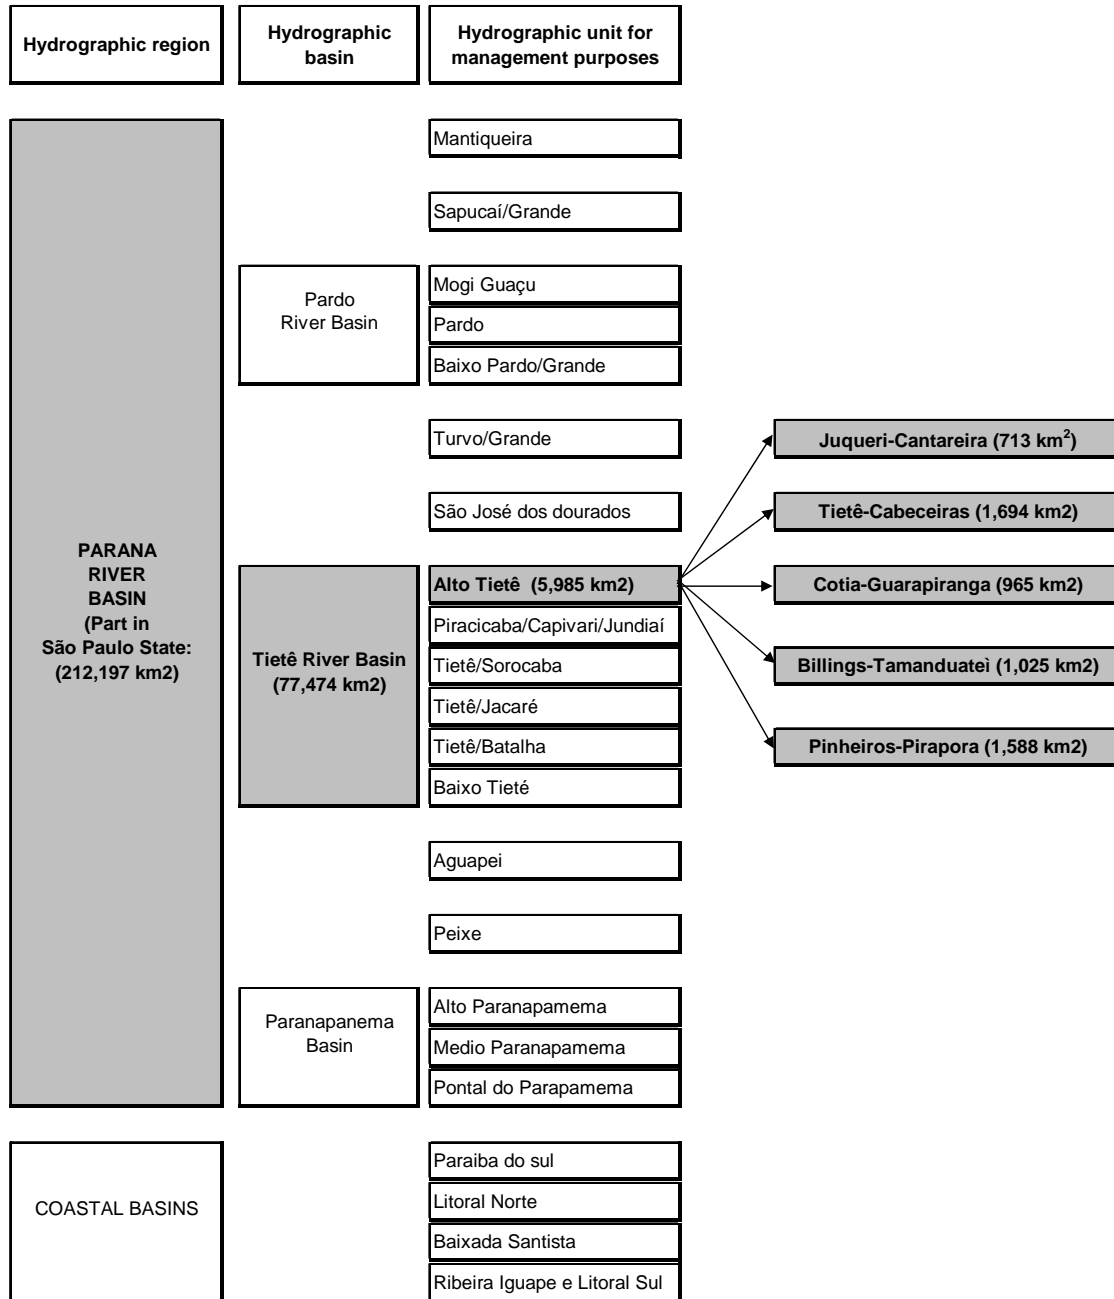 Hydrographic region
Hydrographic
basin
Hydrographic unit for
management purposes
PARANA
RIVER
BASIN
(Part in
São Paulo State:
(212,197 km2)
Mantiqueira
Sapucaí/Grande
Pardo
River Basin
Mogi Guaçu
Pardo
Baixo Pardo/Grande
Turvo/Grande
São José dos dourados
Tietê River Basin
(77,474 km2)
Alto Tietê (5,985 km2)
Piracicaba/Capivari/Jundiaí
Tietê/Sorocaba
Tietê/Jacaré
Tietê/Batalha
Baixo Tieté
Juqueri-Cantareira (713 km²)
Tietê-Cabeceiras (1,694 km2)
Cotia-Guarapiranga (965 km2)
Billings-Tamanduateì (1,025 km2)
Pinheiros-Pirapora (1,588 km2)
Aguapei
Peixe
Paranapanema
Basin
Alto Paranapamema
Medio Paranapamema
Pontal do Parapamema
COASTAL BASINS
Paraiba do sul
Litoral Norte
Baixada Santista
Ribeira Iguape e Litoral Sul